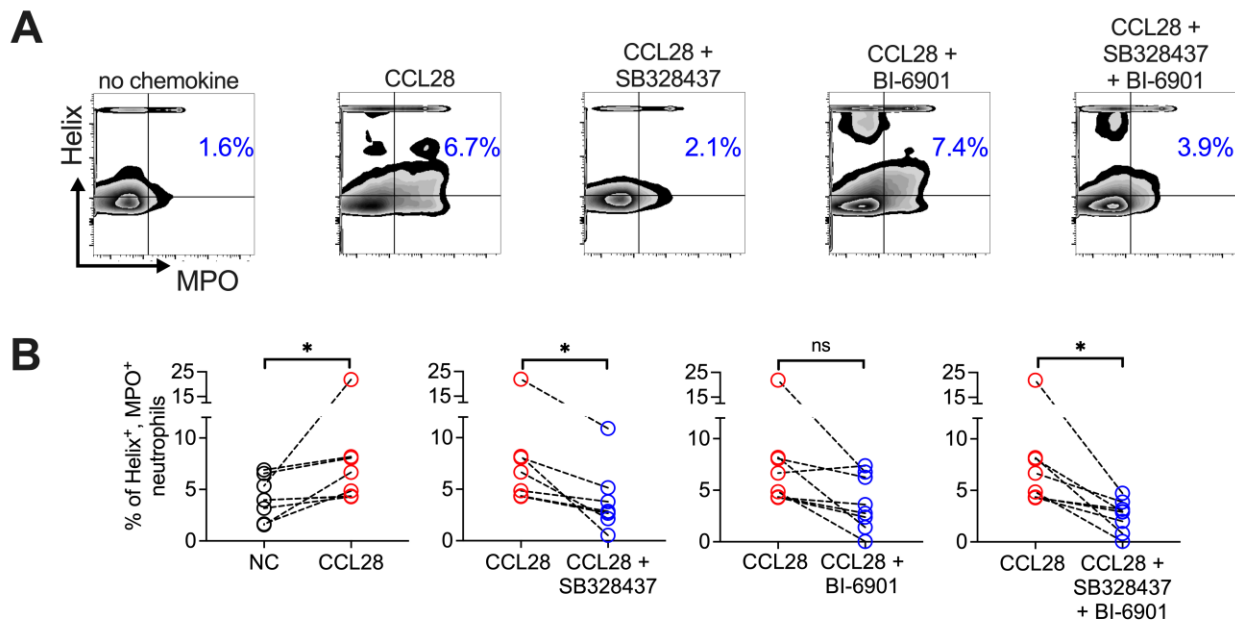 A
no chemokine
CCL28
CCL28 +
SB328437
CCL28 +
BI-6901
CCL28 +
SB328437
+ BI-6901
Helix
MPO
1.6%
6.7%
2.1%
7.4%
3.9%
B
% of Helix⁺, MPO⁺
neutrophils
*
25
15
10
5
0
NC
CCL28
*
25
15
10
5
0
CCL28
CCL28 +
SB328437
ns
25
15
10
5
0
CCL28
CCL28 +
BI-6901
*
25
15
10
5
0
CCL28
CCL28 +
SB328437
+ BI-6901